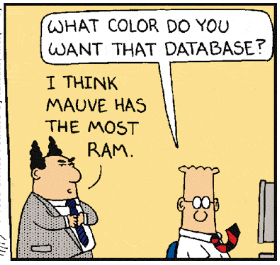 WHAT COLOR DO YOU
WANT THAT DATABASE?
I THINK
MAUVE HAS
THE MOST
RAM.